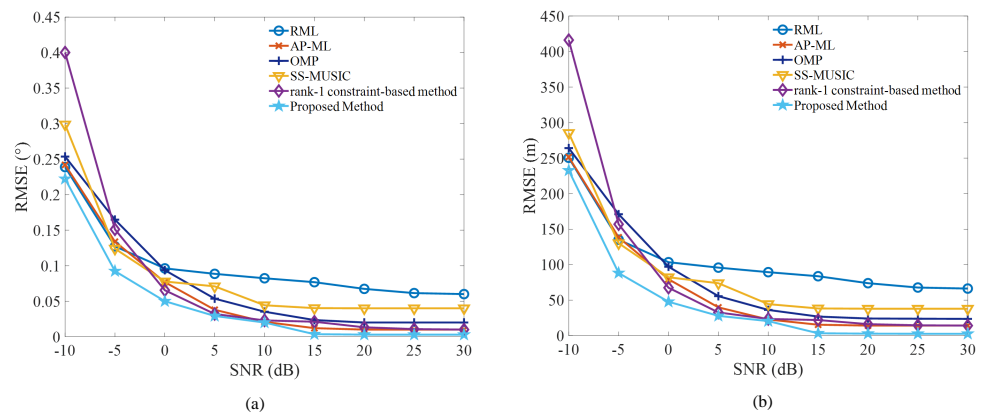 0.45
0.4
0.35
0.3
0.25
0.2
0.15
0.1
0.05
0
RMSE (°)
-10 -5 0 5 10 15 20 25 30
SNR (dB)
RML
AP-ML
OMP
SS-MUSIC
rank-1 constraint-based method
Proposed Method
(a)
450
400
350
300
250
200
150
100
50
0
RMSE (m)
-10 -5 0 5 10 15 20 25 30
SNR (dB)
RML
AP-ML
OMP
SS-MUSIC
rank-1 constraint-based method
Proposed Method
(b)